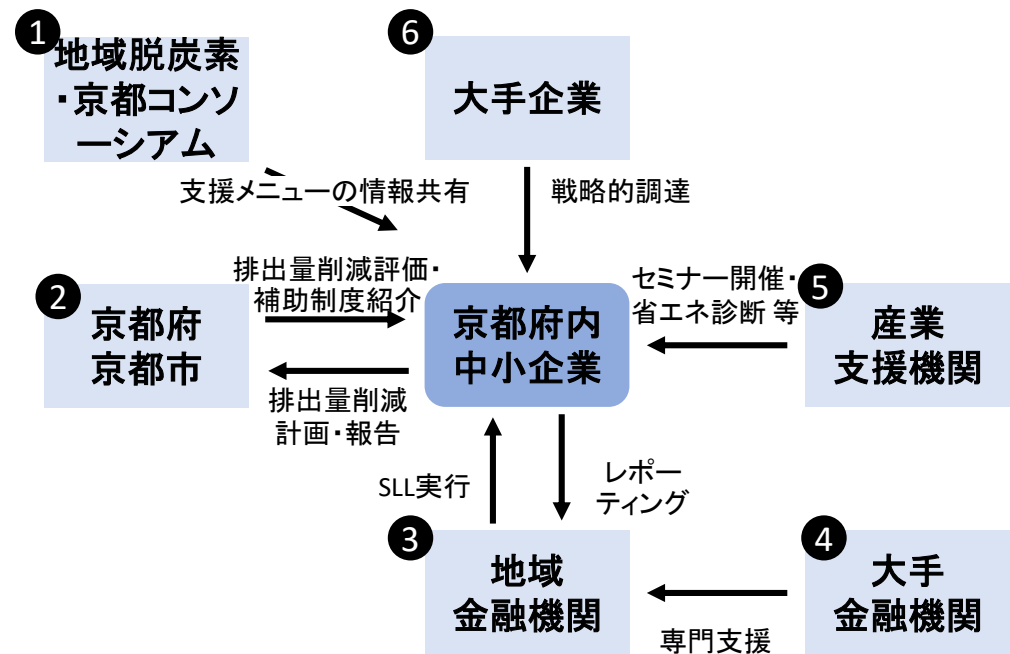 1
地域脱炭素
・京都コンソ
ーシアム
6
大手企業
支援メニューの情報共有
戦略的調達
2
京都府
京都市
排出量削減評価・
補助制度紹介
排出量削減
計画・報告
京都府内
中小企業
セミナー開催・
省エネ診断 等
5
産業
支援機関
SLL実行
レポー
ティング
3
地域
金融機関
専門支援
4
大手
金融機関